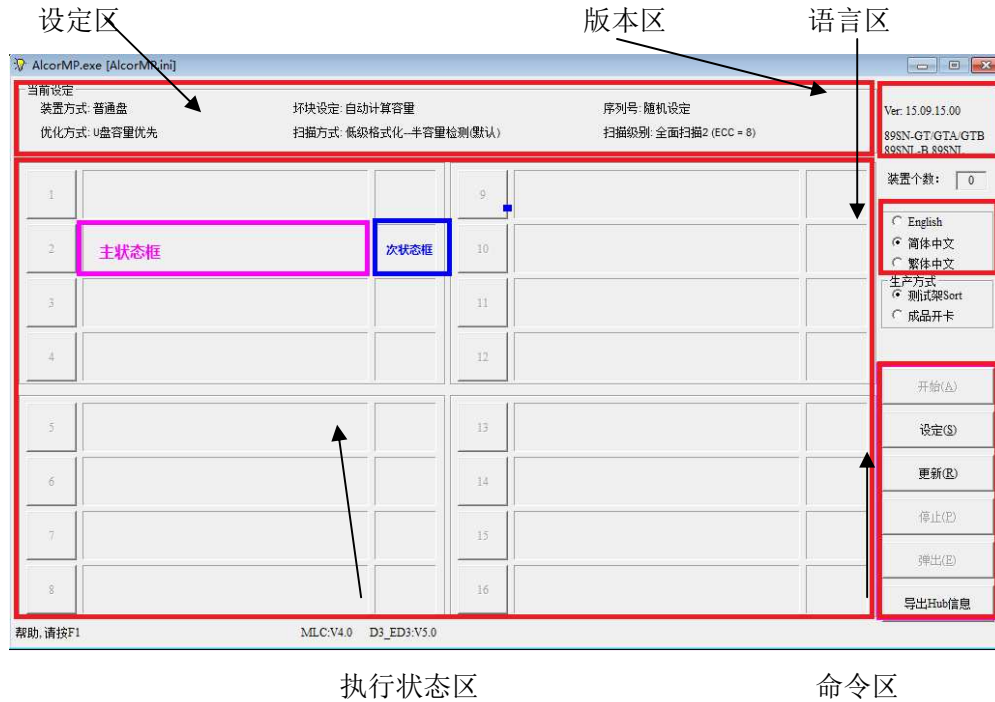 设定区 版本区 语言区
AlcorMP.exe [AlcorMP.ini]
当前设定
装置方式: 普通盘 坏块设定: 自动计算容量 序列号: 随机设定
优化方式: U盘容量优先 扫描方式: 低级格式化--半容量检测(默认) 扫描级别: 全面扫描2 (ECC = 8)
Ver: 15.09.15.00
89SN-GT/GTA/GTB
89SNL-B 89SNL
装置个数: 0
1 9
2 主状态框 次状态框 10
3 11
4 12
5 13
6 14
7 15
8 16
English
简体中文
繁体中文
生产方式
测试架Sort
成品开卡
开始(A)
设定(S)
更新(R)
停止(P)
弹出(E)
导出Hub信息
帮助, 请按F1 MLC:V4.0 D3_ED3:V5.0
执行状态区 命令区